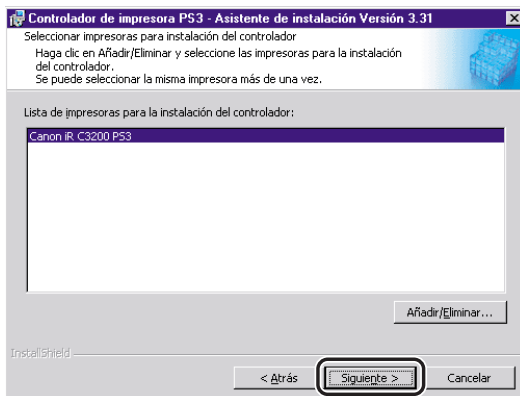 Controlador de impresora PS3 - Asistente de instalación Versión 3.31
Seleccionar impresoras para instalación del controlador
Haga clic en Añadir/Eliminar y seleccione las impresoras para la instalación
del controlador.
Se puede seleccionar la misma impresora más de una vez.
Lista de impresoras para la instalación del controlador:
Canon iR C3200 PS3
Añadir/Eliminar...
InstallShield
< Atrás
Siguiente >
Cancelar